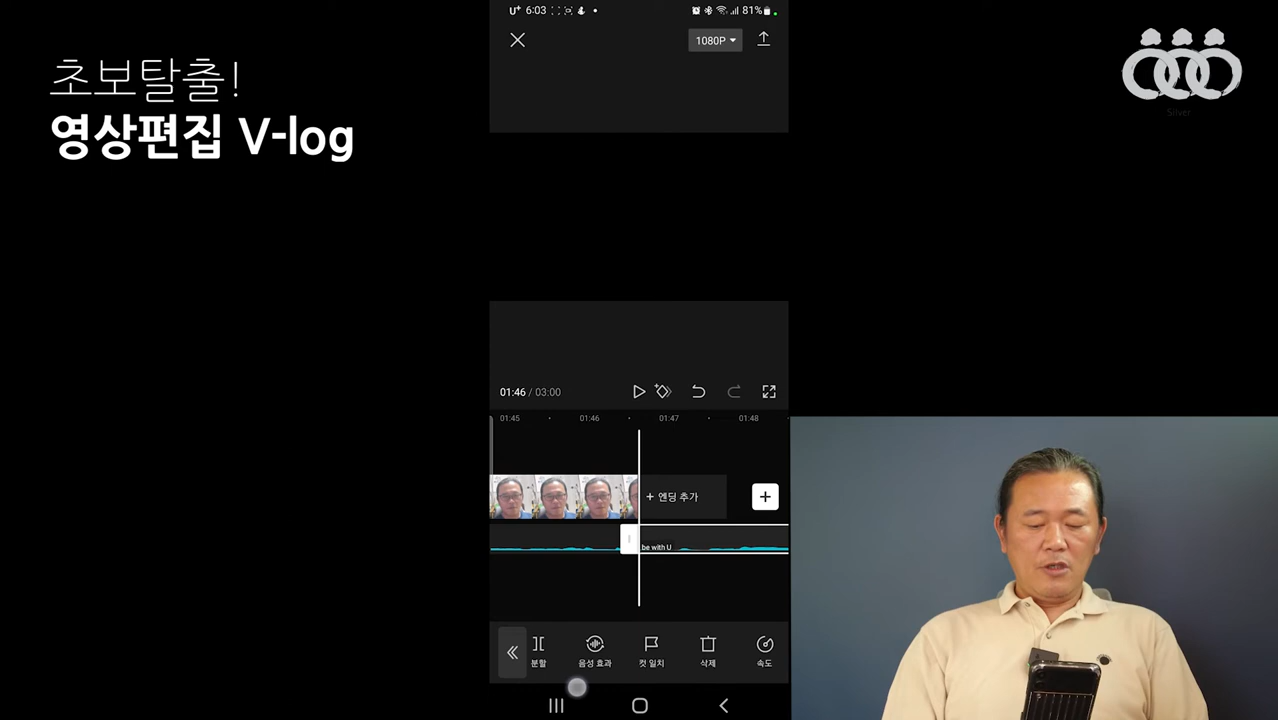 초보탈출!
영상편집 V-log
U+ 6:03
81%
1080P
Silver
01:46 / 03:00
01:45
01:46
01:47
01:48
+ 엔딩 추가
be with U
분할
음성 효과
컷 일치
삭제
속도